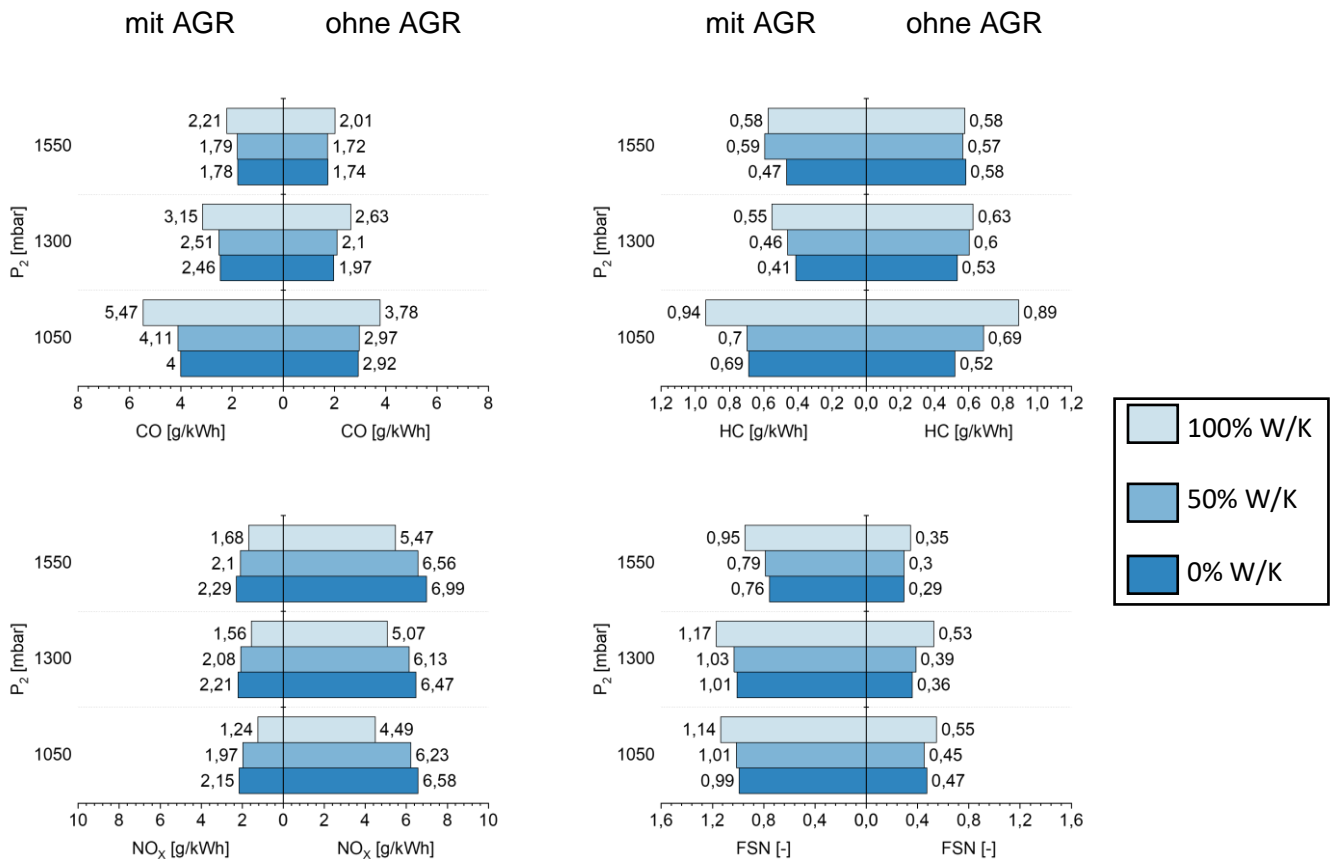 mit AGR ohne AGR
mit AGR ohne AGR
P₂ [mbar]
1550
2,21 2,01
1,79 1,72
1,78 1,74
1300
3,15 2,63
2,51 2,1
2,46 1,97
1050
5,47 3,78
4,11 2,97
4 2,92
8 6 4 2 0 2 4 6 8
CO [g/kWh] CO [g/kWh]
P₂ [mbar]
1550
0,58 0,58
0,59 0,57
0,47 0,58
1300
0,55 0,63
0,46 0,6
0,41 0,53
1050
0,94 0,89
0,7 0,69
0,69 0,52
1,2 1,0 0,8 0,6 0,4 0,2 0,0 0,2 0,4 0,6 0,8 1,0 1,2
HC [g/kWh] HC [g/kWh]
100% W/K
50% W/K
0% W/K
P₂ [mbar]
1550
1,68 5,47
2,1 6,56
2,29 6,99
1300
1,56 5,07
2,08 6,13
2,21 6,47
1050
1,24 4,49
1,97 6,23
2,15 6,58
10 8 6 4 2 0 2 4 6 8 10
NOₓ [g/kWh] NOₓ [g/kWh]
P₂ [mbar]
1550
0,95 0,35
0,79 0,3
0,76 0,29
1300
1,17 0,53
1,03 0,39
1,01 0,36
1050
1,14 0,55
1,01 0,45
0,99 0,47
1,6 1,2 0,8 0,4 0,0 0,4 0,8 1,2 1,6
FSN [-] FSN [-]